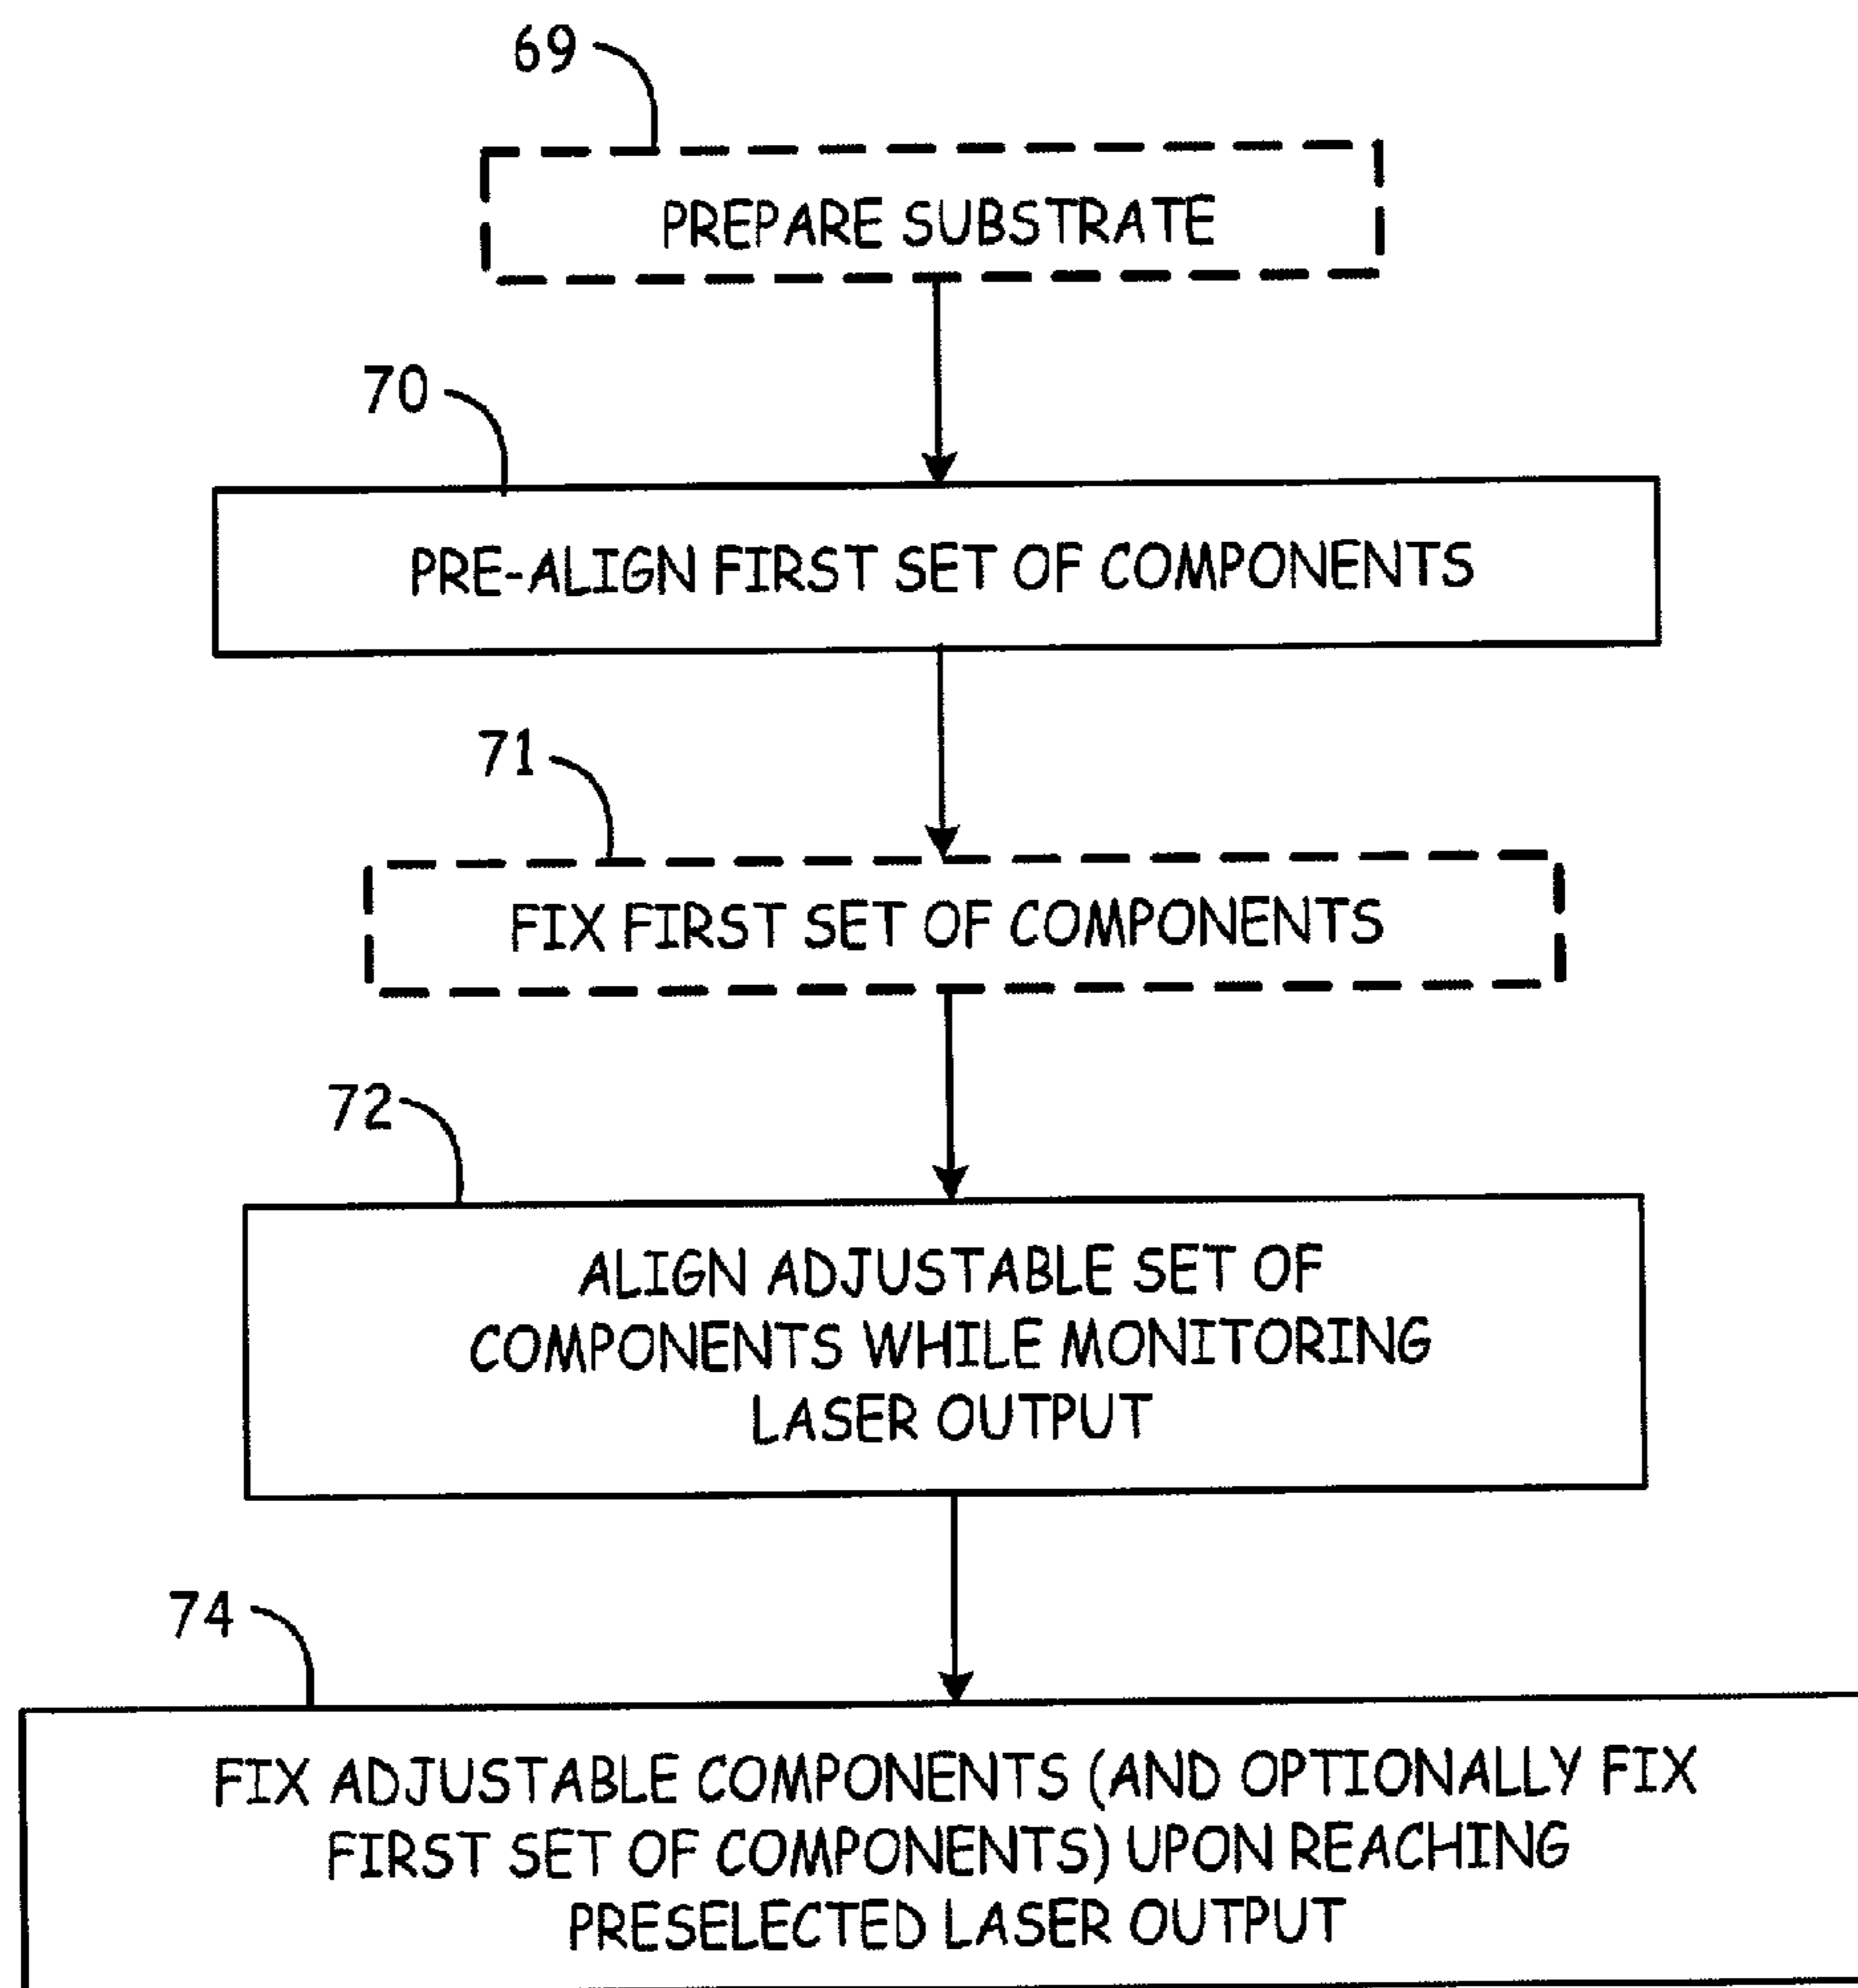 69
PREPARE SUBSTRATE
70
PRE-ALIGN FIRST SET OF COMPONENTS
71
FIX FIRST SET OF COMPONENTS
72
ALIGN ADJUSTABLE SET OF
COMPONENTS WHILE MONITORING
LASER OUTPUT
74
FIX ADJUSTABLE COMPONENTS (AND OPTIONALLY FIX
FIRST SET OF COMPONENTS) UPON REACHING
PRESELECTED LASER OUTPUT